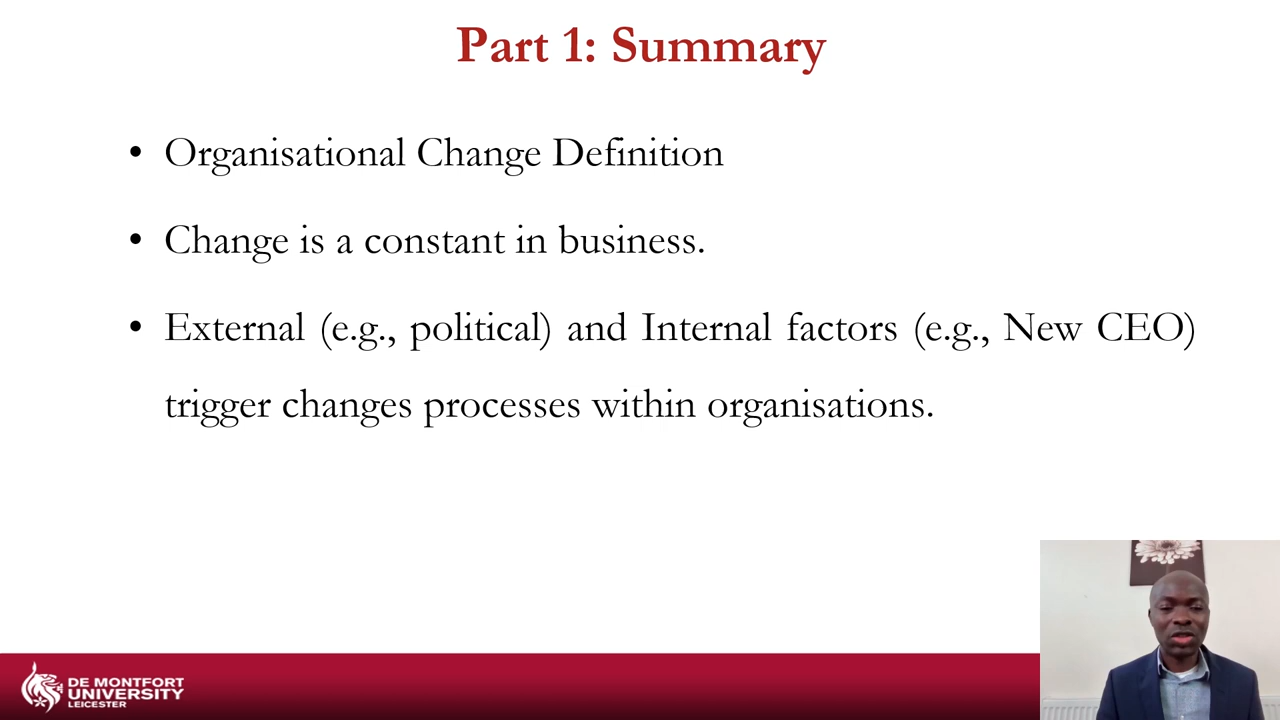 Part 1: Summary
• Organisational Change Definition
• Change is a constant in business.
• External (e.g., political) and Internal factors (e.g., New CEO)
trigger changes processes within organisations.
DE MONTFORT
UNIVERSITY
LEICESTER